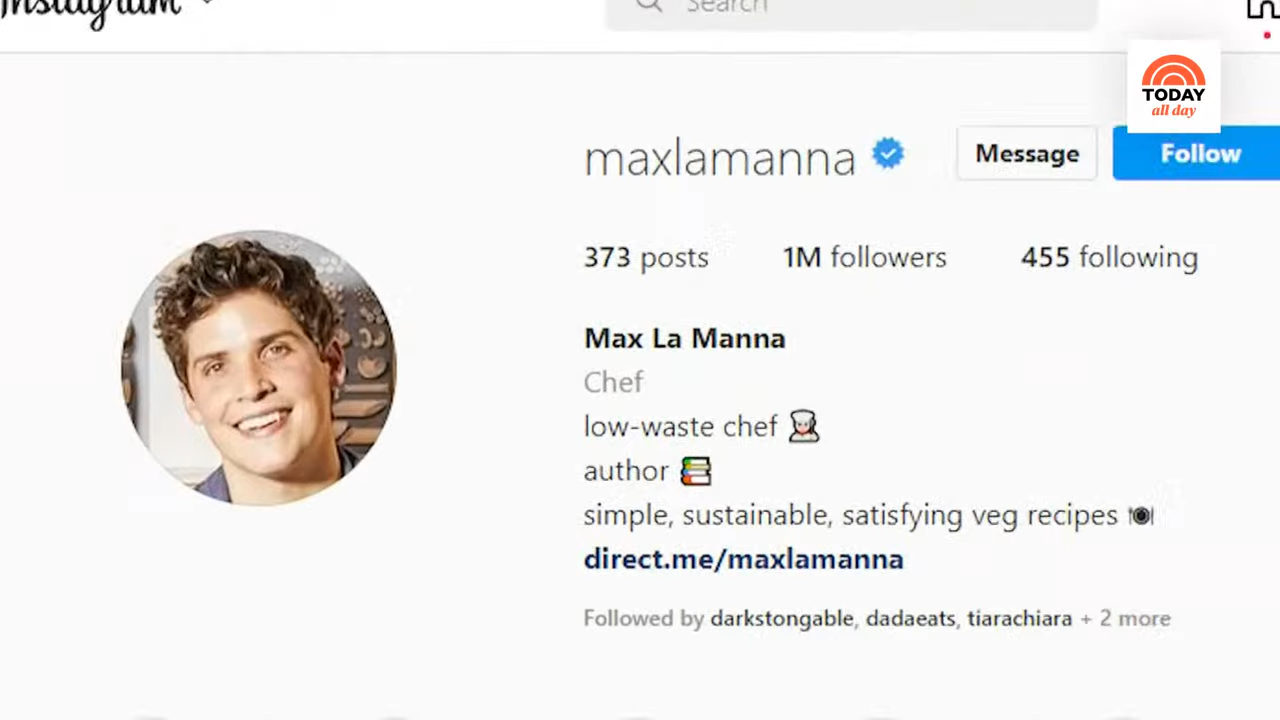 Instagram
Search
TODAY
all day
maxlamanna
Message
Follow
373 posts
1M followers
455 following
Max La Manna
Chef
low-waste chef 👨‍🍳
author 📚
simple, sustainable, satisfying veg recipes 🍽
direct.me/maxlamanna
Followed by darkstongable, dadaeats, tiarachiara + 2 more